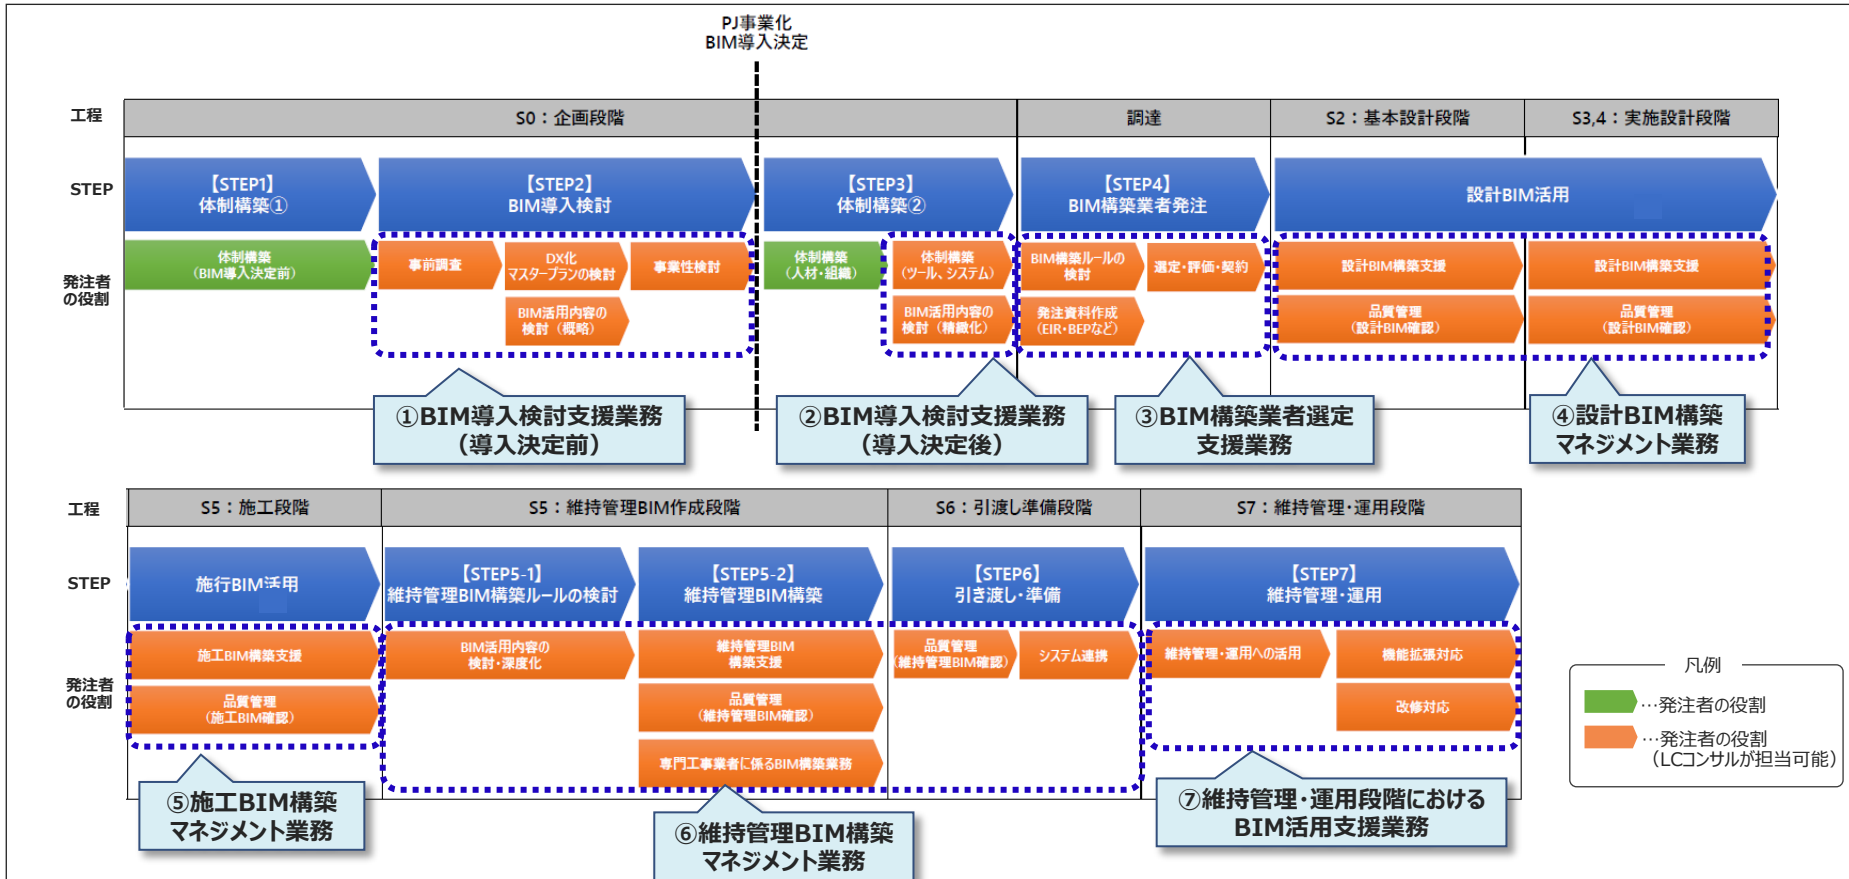 PJ事業化
BIM導入決定
工程
S0：企画段階
調達
S2：基本設計段階
S3,4：実施設計段階
STEP
【STEP1】
体制構築①
【STEP2】
BIM導入検討
【STEP3】
体制構築②
【STEP4】
BIM構築業者発注
設計BIM活用
発注者
の役割
体制構築
（BIM導入決定前）
事前調査
DX化
マスタープランの検討
事業性検討
BIM活用内容の
検討（概略）
体制構築
（人材・組織）
体制構築
（ツール、システム）
BIM活用内容の
検討（精緻化）
BIM構築ルールの
検討
選定・評価・契約
発注資料作成
（EIR・BEPなど）
設計BIM構築支援
品質管理
（設計BIM確認）
設計BIM構築支援
品質管理
（設計BIM確認）
①BIM導入検討支援業務
（導入決定前）
②BIM導入検討支援業務
（導入決定後）
③BIM構築業者選定
支援業務
④設計BIM構築
マネジメント業務
工程
S5：施工段階
S5：維持管理BIM作成段階
S6：引渡し準備段階
S7：維持管理・運用段階
STEP
施行BIM活用
【STEP5-1】
維持管理BIM構築ルールの検討
【STEP5-2】
維持管理BIM構築
【STEP6】
引き渡し・準備
【STEP7】
維持管理・運用
発注者
の役割
施工BIM構築支援
品質管理
（施工BIM確認）
BIM活用内容の
検討・深度化
維持管理BIM
構築支援
品質管理
（維持管理BIM確認）
専門工事業者に係るBIM構築業務
品質管理
（維持管理BIM確認）
システム連携
維持管理・運用への活用
機能拡張対応
改修対応
⑤施工BIM構築
マネジメント業務
⑥維持管理BIM構築
マネジメント業務
⑦維持管理・運用段階における
BIM活用支援業務
凡例
…発注者の役割
…発注者の役割
（LCコンサルが担当可能）